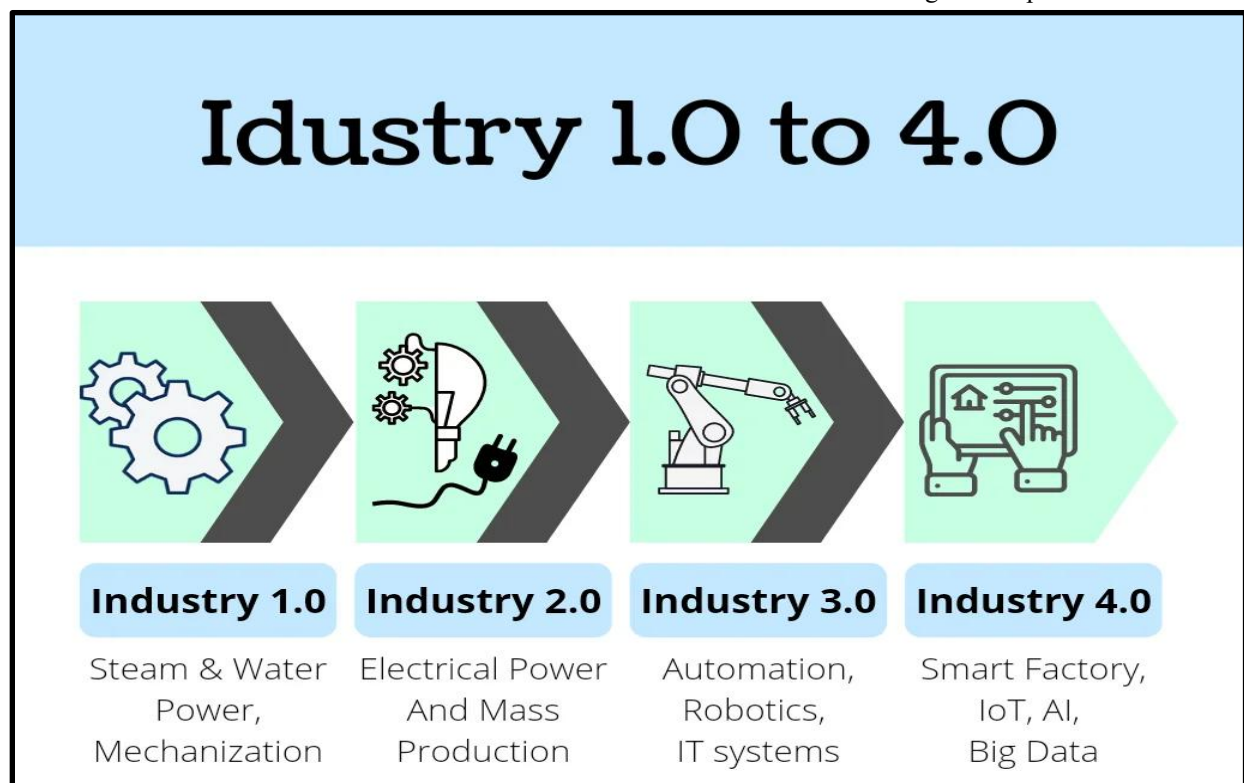 Idustry 1.0 to 4.0
Industry 1.0
Steam & Water
Power,
Mechanization
Industry 2.0
Electrical Power
And Mass
Production
Industry 3.0
Automation,
Robotics,
IT systems
Industry 4.0
Smart Factory,
IoT, AI,
Big Data